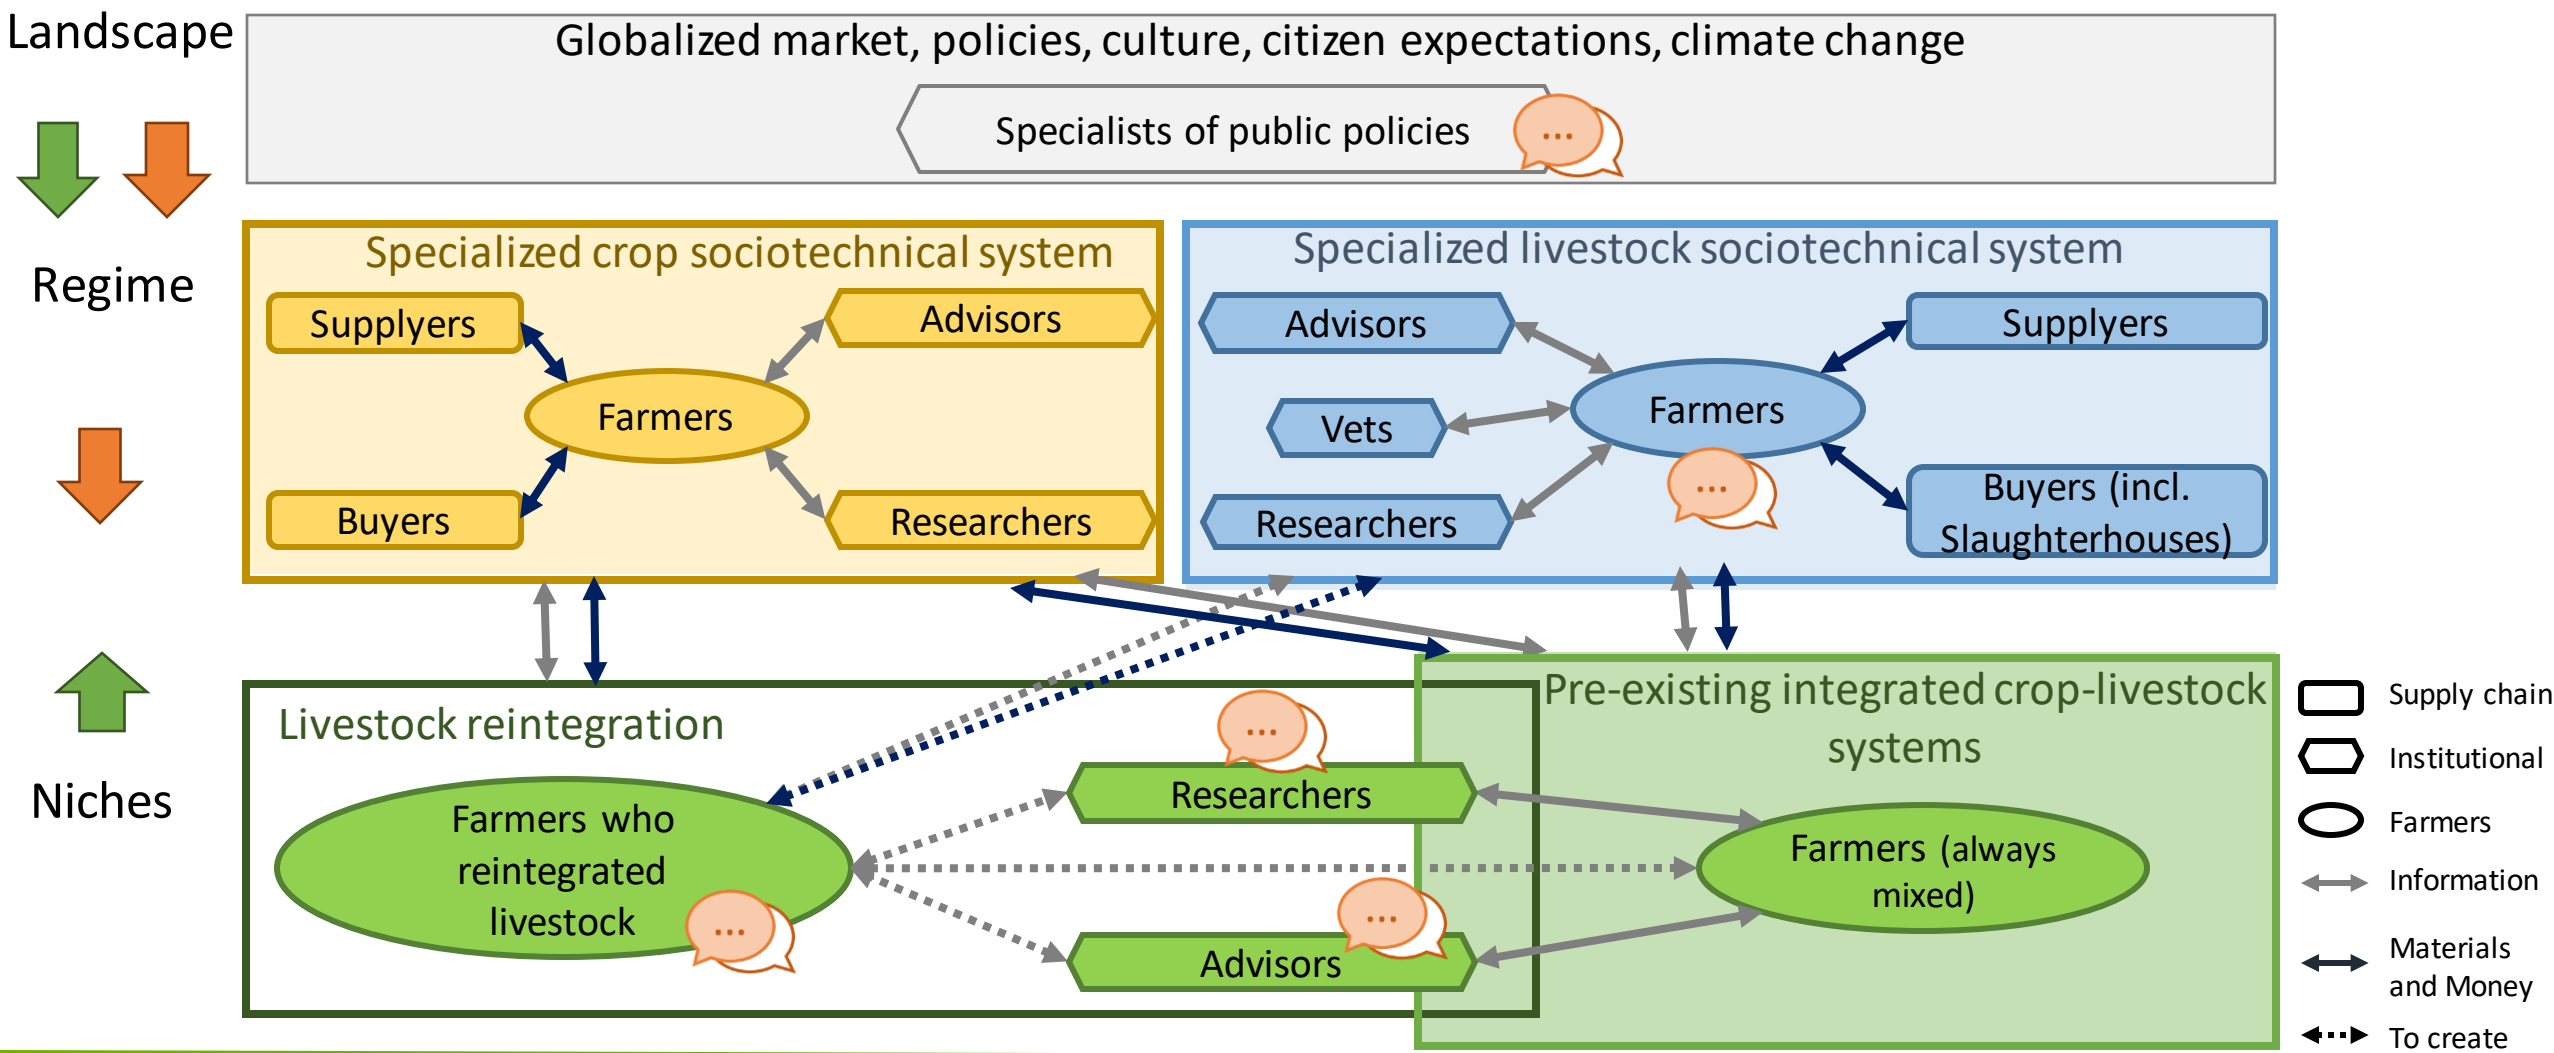 Landscape
Globalized market, policies, culture, citizen expectations, climate change
Specialists of public policies
...
Regime
Specialized crop sociotechnical system
Supplyers
Advisors
Farmers
Buyers
Researchers
Specialized livestock sociotechnical system
Advisors
Supplyers
Vets
Farmers
...
Researchers
Buyers (incl.
Slaughterhouses)
Niches
Livestock reintegration
...
Researchers
Farmers who
reintegrated
livestock
...
...
Advisors
Pre-existing integrated crop-livestock
systems
Farmers (always
mixed)
Supply chain
Institutional
Farmers
Information
Materials
and Money
To create